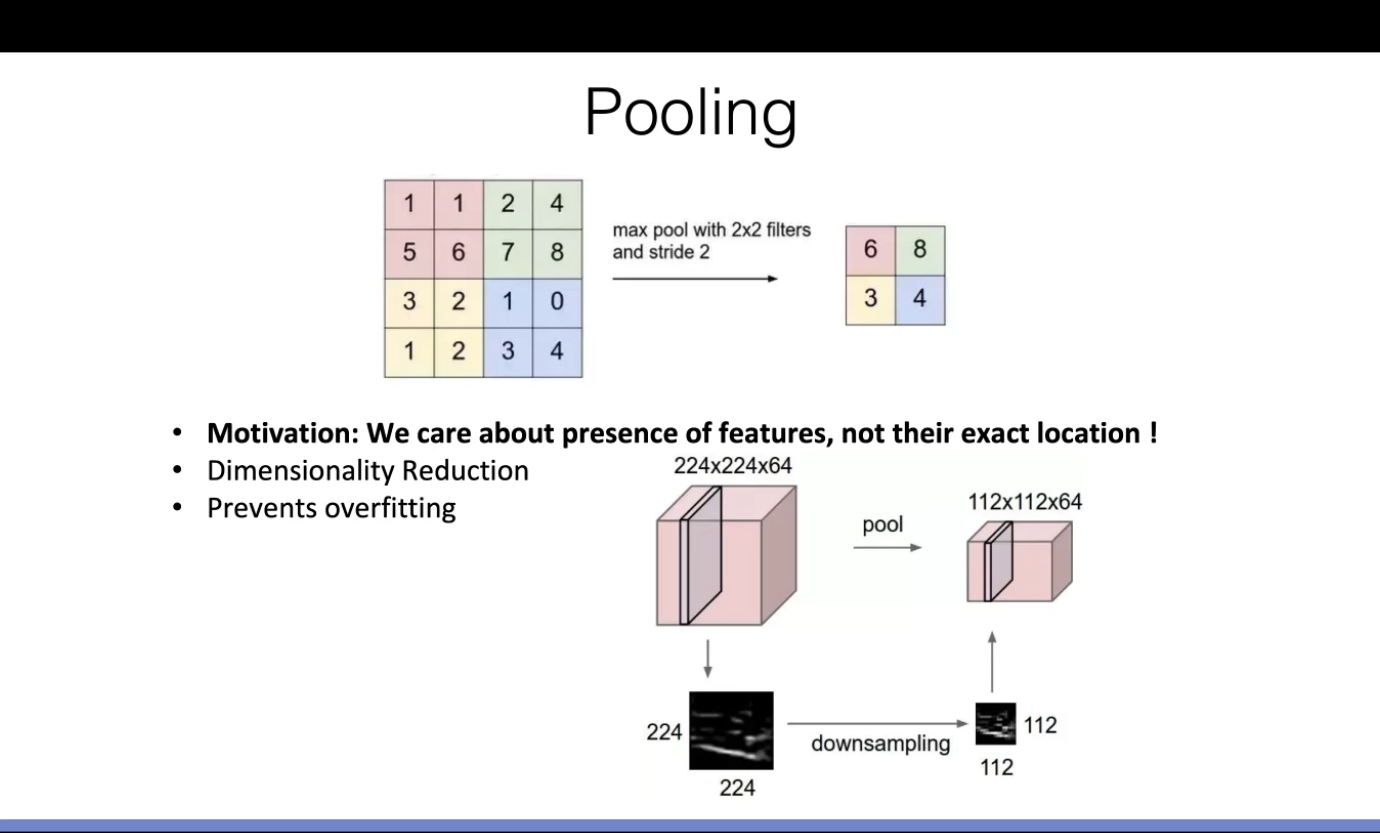 Pooling
1 1 2 4
5 6 7 8
3 2 1 0
1 2 3 4
max pool with 2x2 filters
and stride 2
6 8
3 4
• Motivation: We care about presence of features, not their exact location !
• Dimensionality Reduction
• Prevents overfitting
224x224x64
pool
112x112x64
224
224
downsampling
112
112